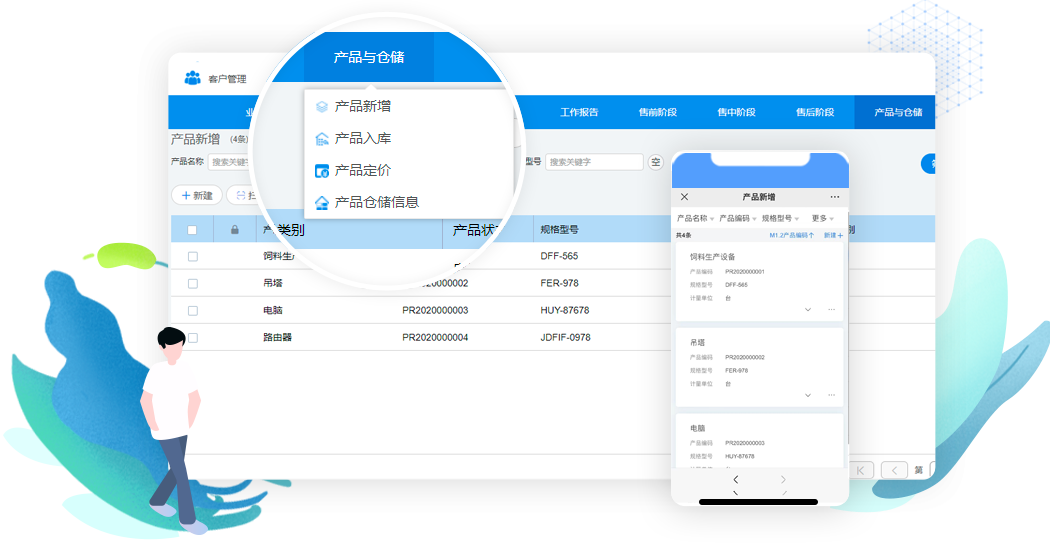 产品与仓储
客户管理
产品新增
产品入库
产品定价
产品仓储信息
业
工作报告
售前阶段
售中阶段
售后阶段
产品与仓储
产品新增 (4条)
产品名称 搜索关键字
型号 搜索关键字 空
+ 新建
类别 产品状 规格型号
饲料生产 DFF-565
吊塔 FER-978
电脑 PR2020000003 HUY-87678
路由器 PR2020000004 JDFIF-0978
第
产品新增
产品名称 产品编码 规格型号 更多
共4条 M1.2产品编码个 新建 +
饲料生产设备
产品编码 PR2020000001
规格型号 DFF-565
计量单位 台
吊塔
产品编码 PR2020000002
规格型号 FER-978
计量单位 台
电脑
产品编码 PR2020000003
规格型号 HUY-87678